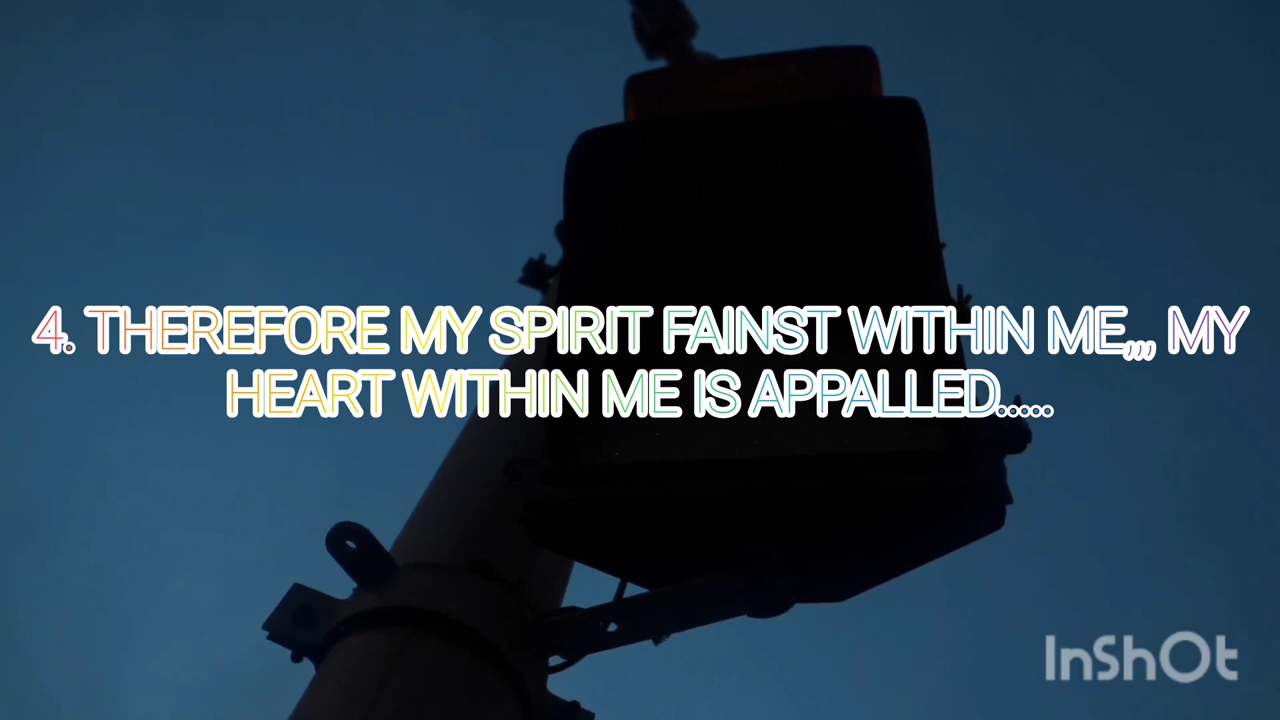 4. THEREFORE MY SPIRIT FAINST WITHIN ME,,, MY
HEART WITHIN ME IS APPALLED.....
InShOt